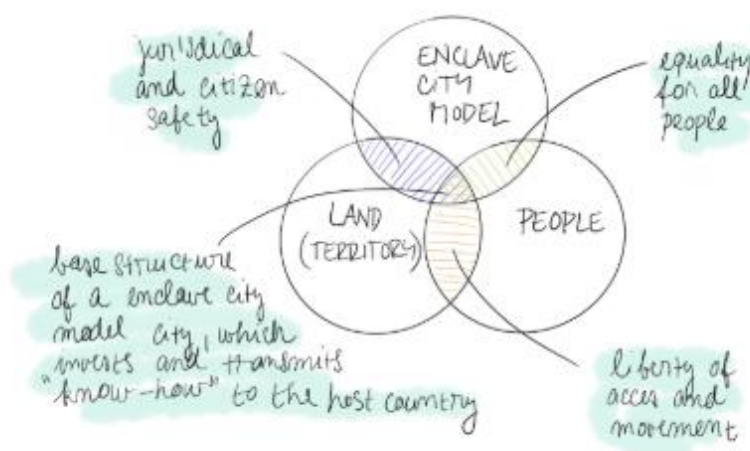 jurisdical
and citizen
safety
ENCLAVE
CITY
MODEL
equality
for all
people
LAND
(TERRITORY)
PEOPLE
base structure
of a enclave city
model city, which
invests and transmits
"know-how" to the host country
liberty of
acces and
movement